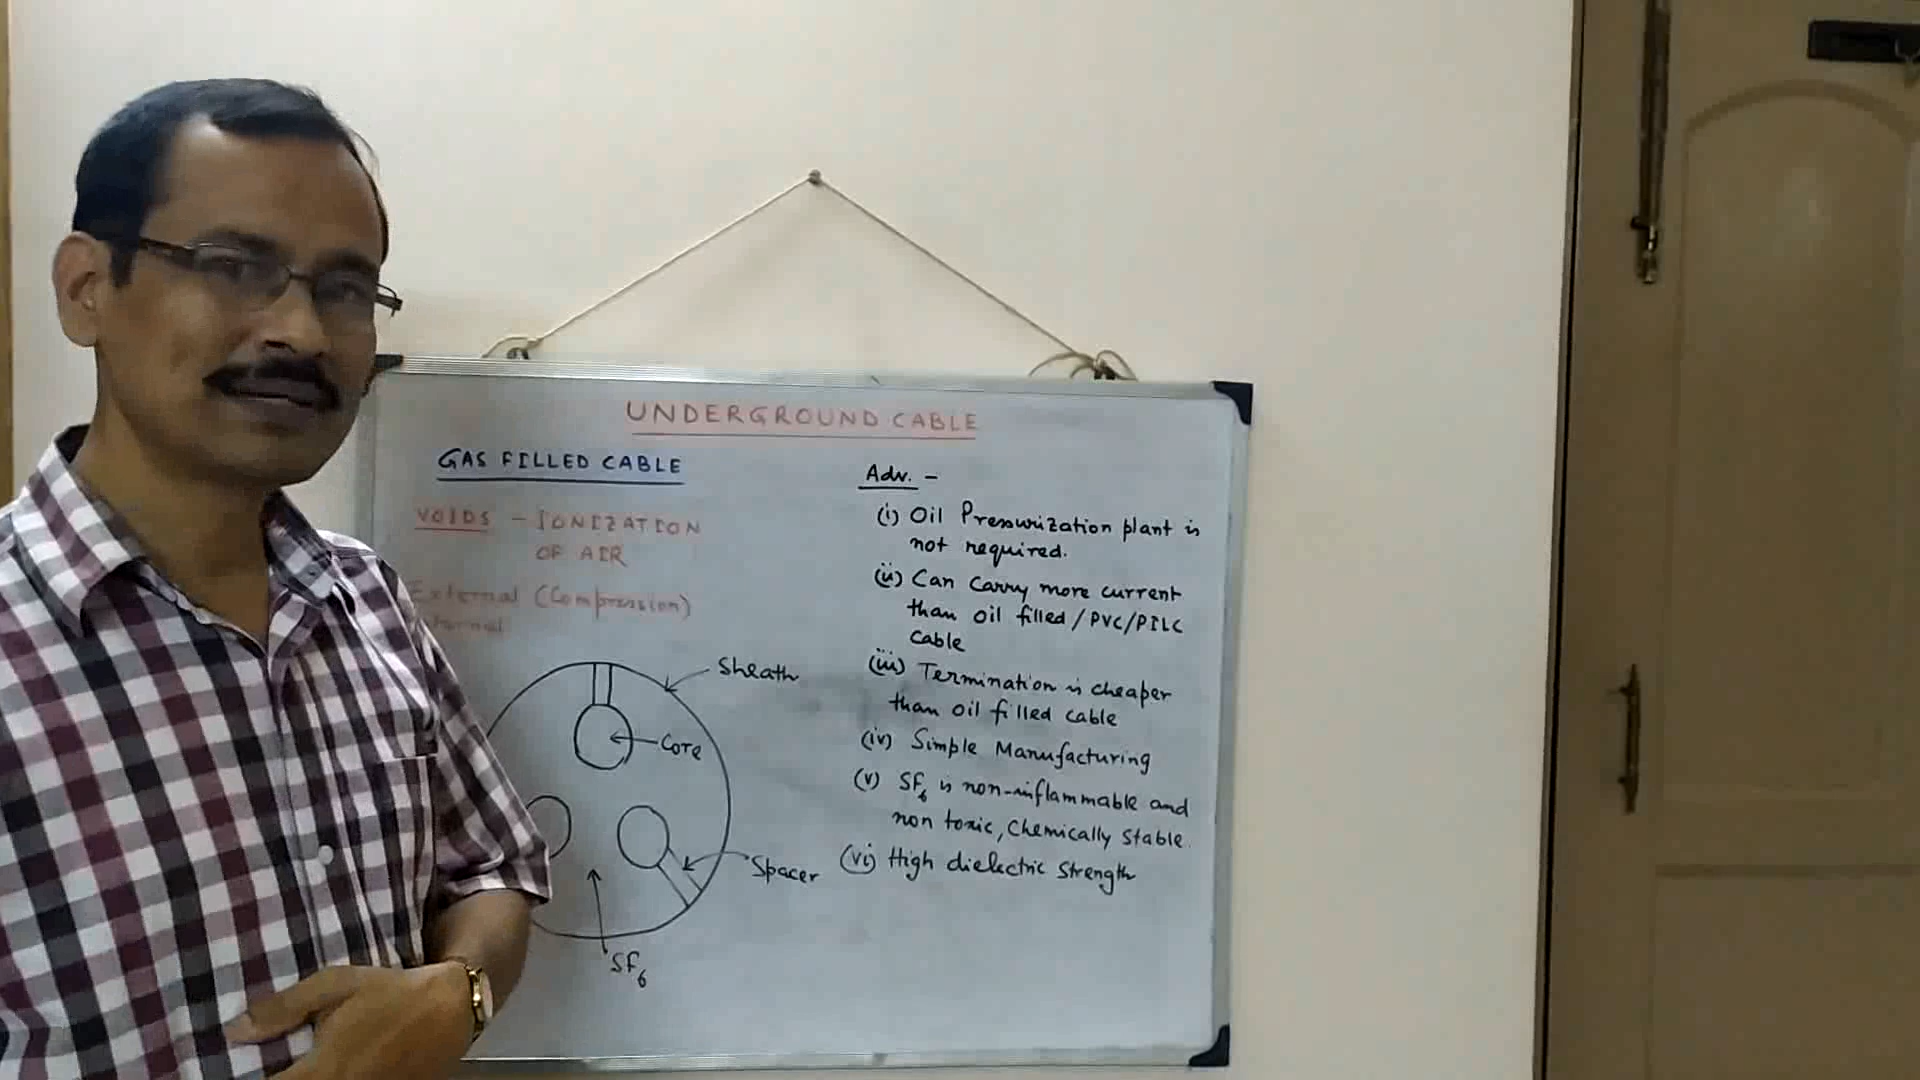 UNDERGROUND CABLE
GAS FILLED CABLE
VOIDS - IONIZATION
OF AIR
External (Compression)
Sheath
Core
Spacer
SF6
Adv. -
(i) Oil Pressurization plant is
not required.
(ii) Can carry more current
than oil filled/PVC/PILC
Cable
(iii) Termination is cheaper
than oil filled cable
(iv) Simple Manufacturing
(v) SF6 is non-inflammable and
non toxic, chemically stable.
(vi) High dielectric strength